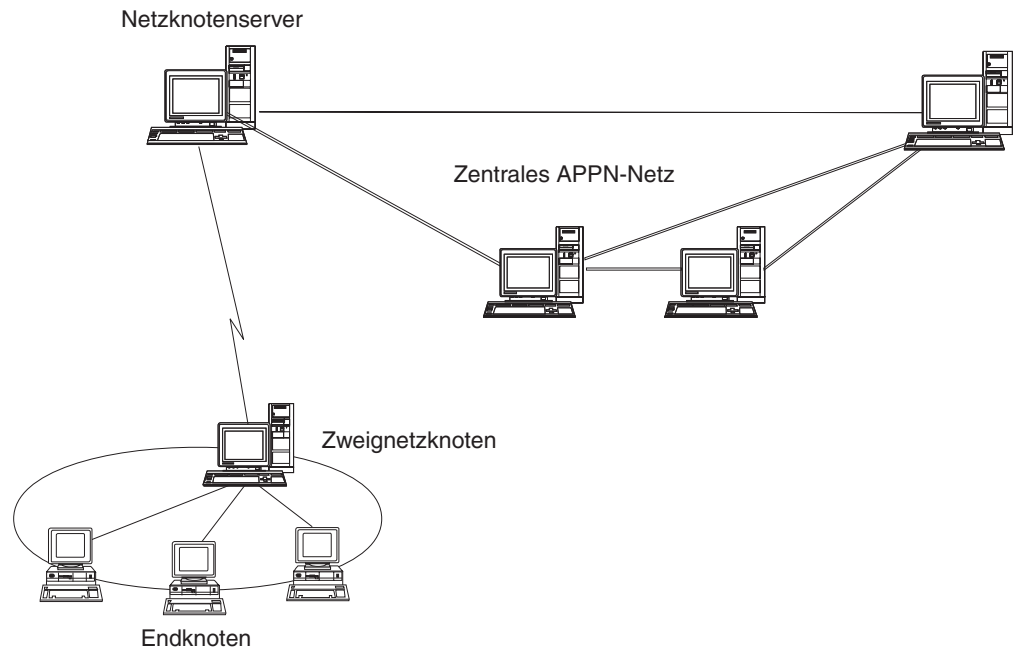 Netzknotenserver
Zentrales APPN-Netz
Zweignetzknoten
Endknoten